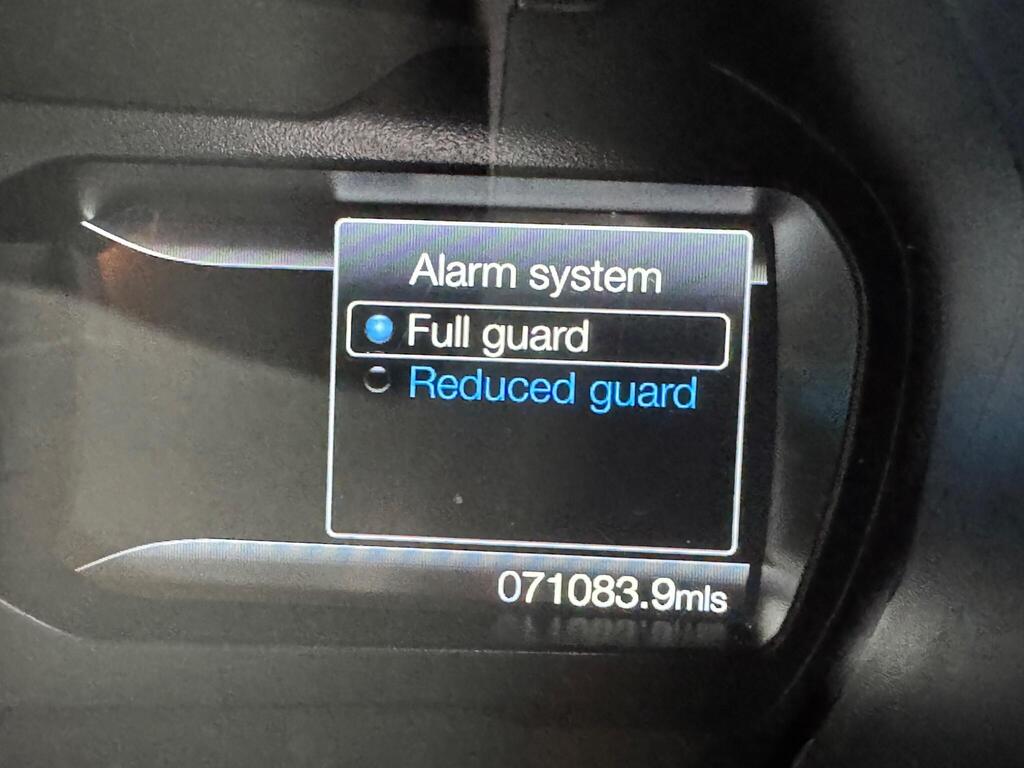 Alarm system
Full guard
Reduced guard
071083.9mls